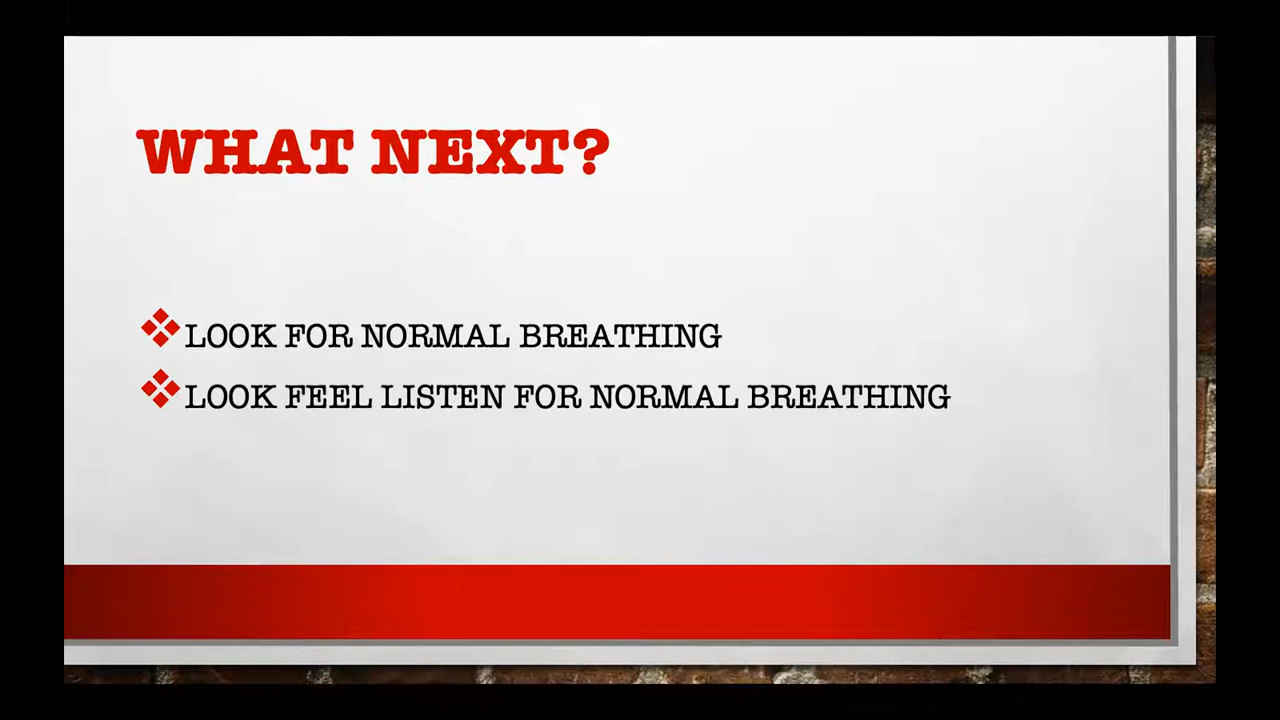 WHAT NEXT?
LOOK FOR NORMAL BREATHING
LOOK FEEL LISTEN FOR NORMAL BREATHING